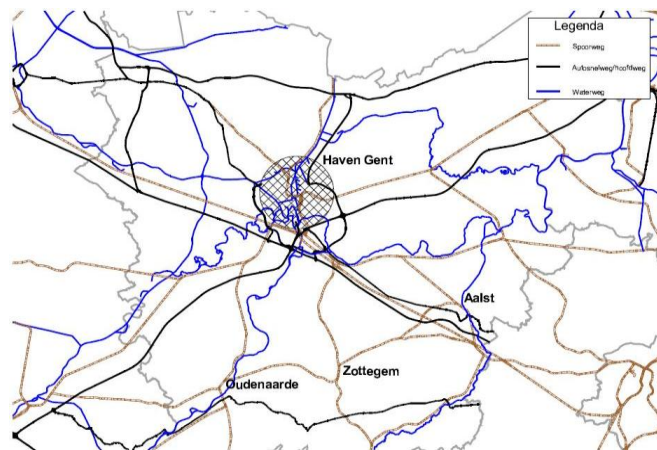 Legenda
Spoorweg
Autosnelweg/hoofdweg
Waterweg
Haven Gent
Aalst
Zottegem
Oudenaarde